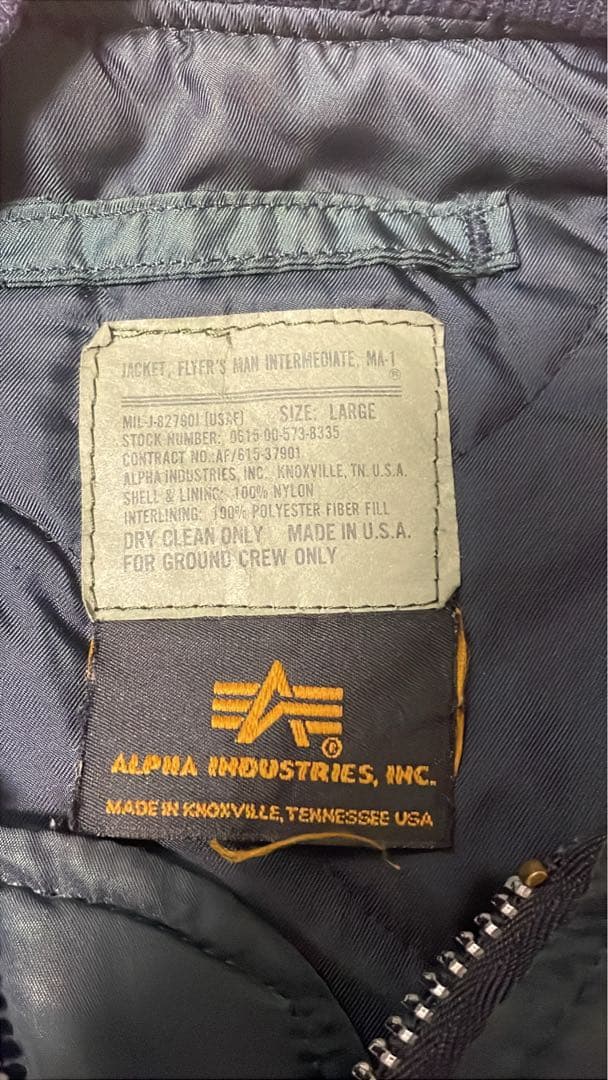 JACKET, FLYER'S MAN INTERMEDIATE, MA-1
®
MIL-J-82790J (USAF) SIZE: LARGE
STOCK NUMBER: 0615-00-573-8335
CONTRACT NO.:AF/615-37901
ALPHA INDUSTRIES, INC. KNOXVILLE, TN. U.S.A.
SHELL & LINING: 100% NYLON
INTERLINING: 100% POLYESTER FIBER FILL
DRY CLEAN ONLY MADE IN U.S.A.
FOR GROUND CREW ONLY
®
ALPHA INDUSTRIES, INC.
MADE IN KNOXVILLE, TENNESSEE USA